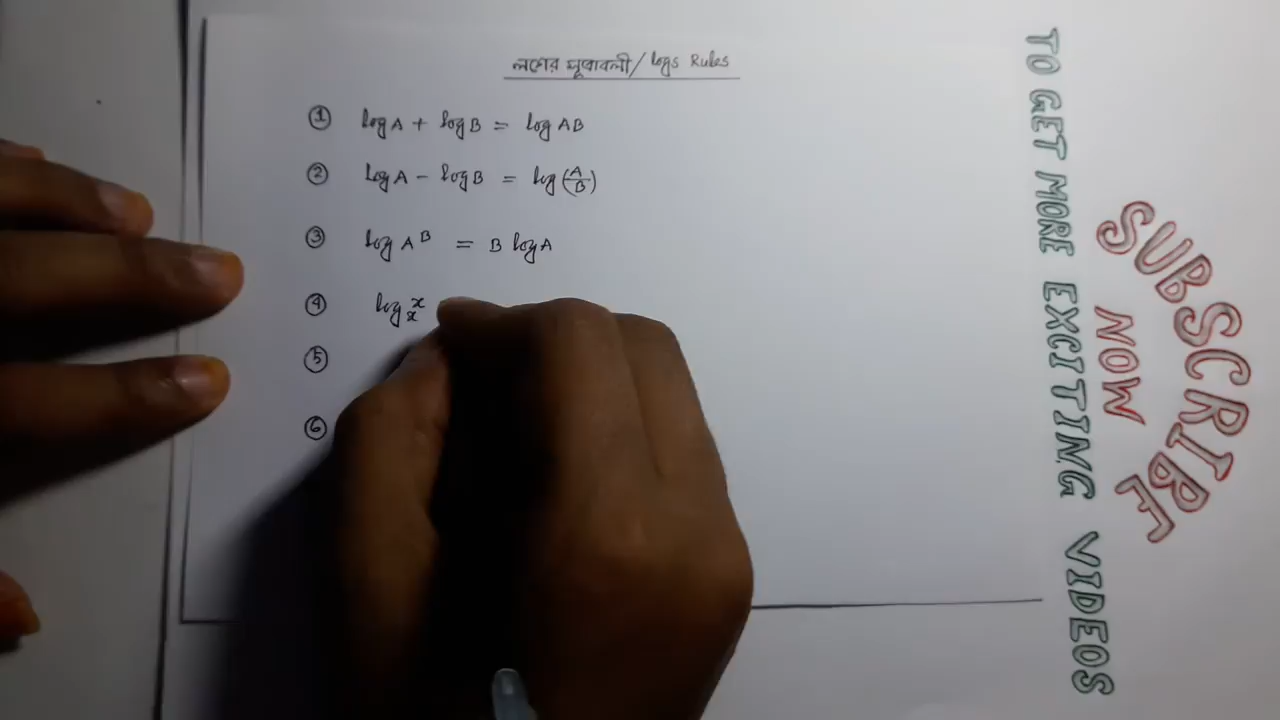 লগের সূত্রাবলী / logs Rules
① log A + log B = log AB
② log A - log B = log (A/B)
③ log A^B = B log A
④ log_x x
⑤
⑥
TO GET MORE EXCITING VIDEOS
SUBSCRIBE
NOW